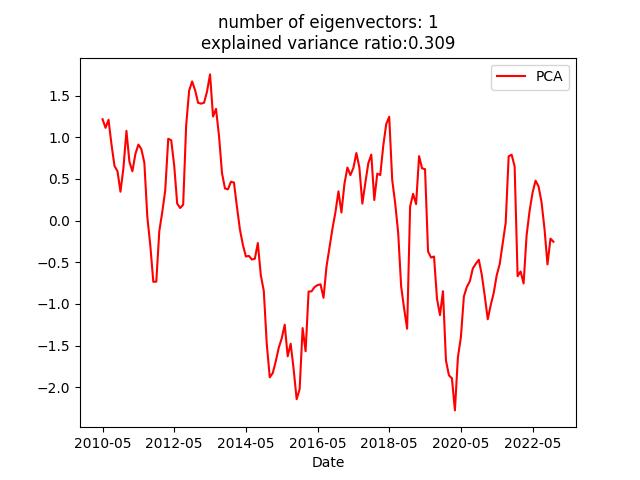 number of eigenvectors: 1
explained variance ratio:0.309
PCA
1.5
1.0
0.5
0.0
−0.5
−1.0
−1.5
−2.0
2010-05 2012-05 2014-05 2016-05 2018-05 2020-05 2022-05
Date